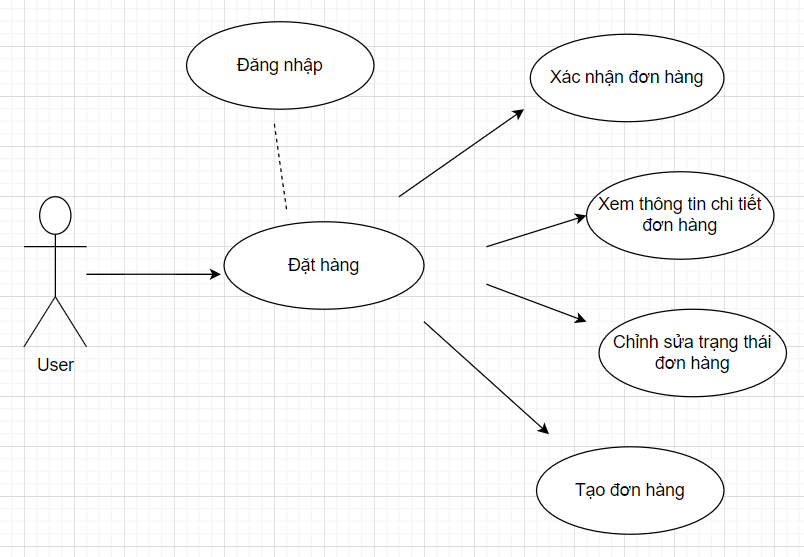 Đăng nhập
Xác nhận đơn hàng
Xem thông tin chi tiết
đơn hàng
Đặt hàng
Chỉnh sửa trạng thái
đơn hàng
User
Tạo đơn hàng